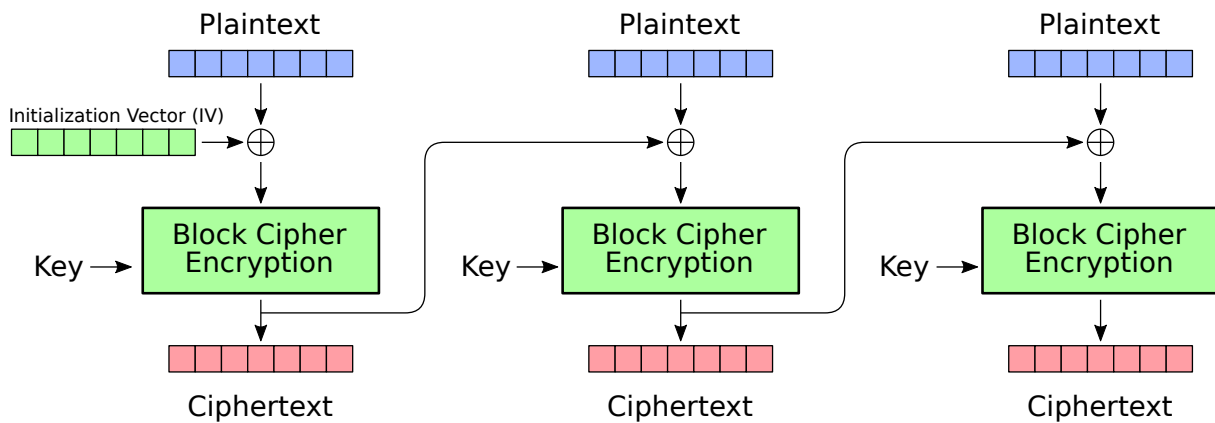 Plaintext
Plaintext
Plaintext
Initialization Vector (IV)
Block Cipher
Encryption
Block Cipher
Encryption
Block Cipher
Encryption
Key
Key
Key
Ciphertext
Ciphertext
Ciphertext